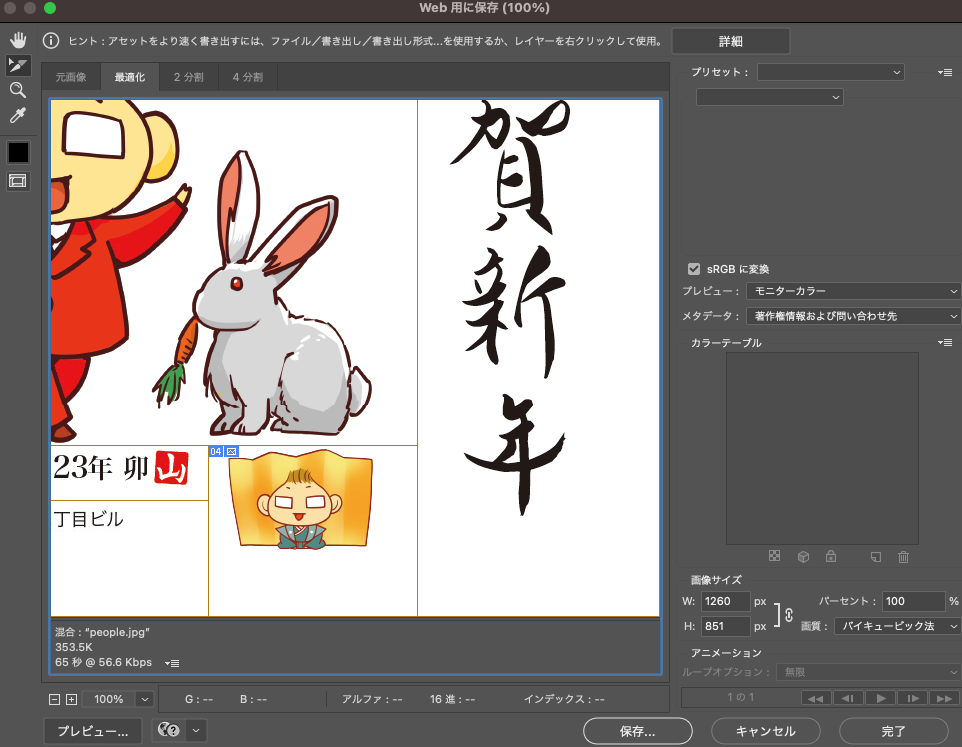 Web 用に保存 (100%)
ヒント：アセットをより速く書き出すには、ファイル／書き出し／書き出し形式...を使用するか、レイヤーを右クリックして...を使用。
詳細
元画像
最適化
2 分割
4 分割
プリセット：
賀新年
sRGB に変換
プレビュー：
モニターカラー
メタデータ：
著作権情報および問い合わせ先
カラーテーブル
04
23年 卯 山
丁目ビル
画像サイズ
W: 1260 px
パーセント： 100 %
H: 851 px
画質： バイキュービック法
混合："people.jpg"
353.5K
65 秒 @ 56.6 Kbps
アニメーション
ループオプション： 無限
1 の 1
100%
G : --
B : --
アルファ : --
16 進 : --
インデックス : --
プレビュー...
保存...
キャンセル
完了